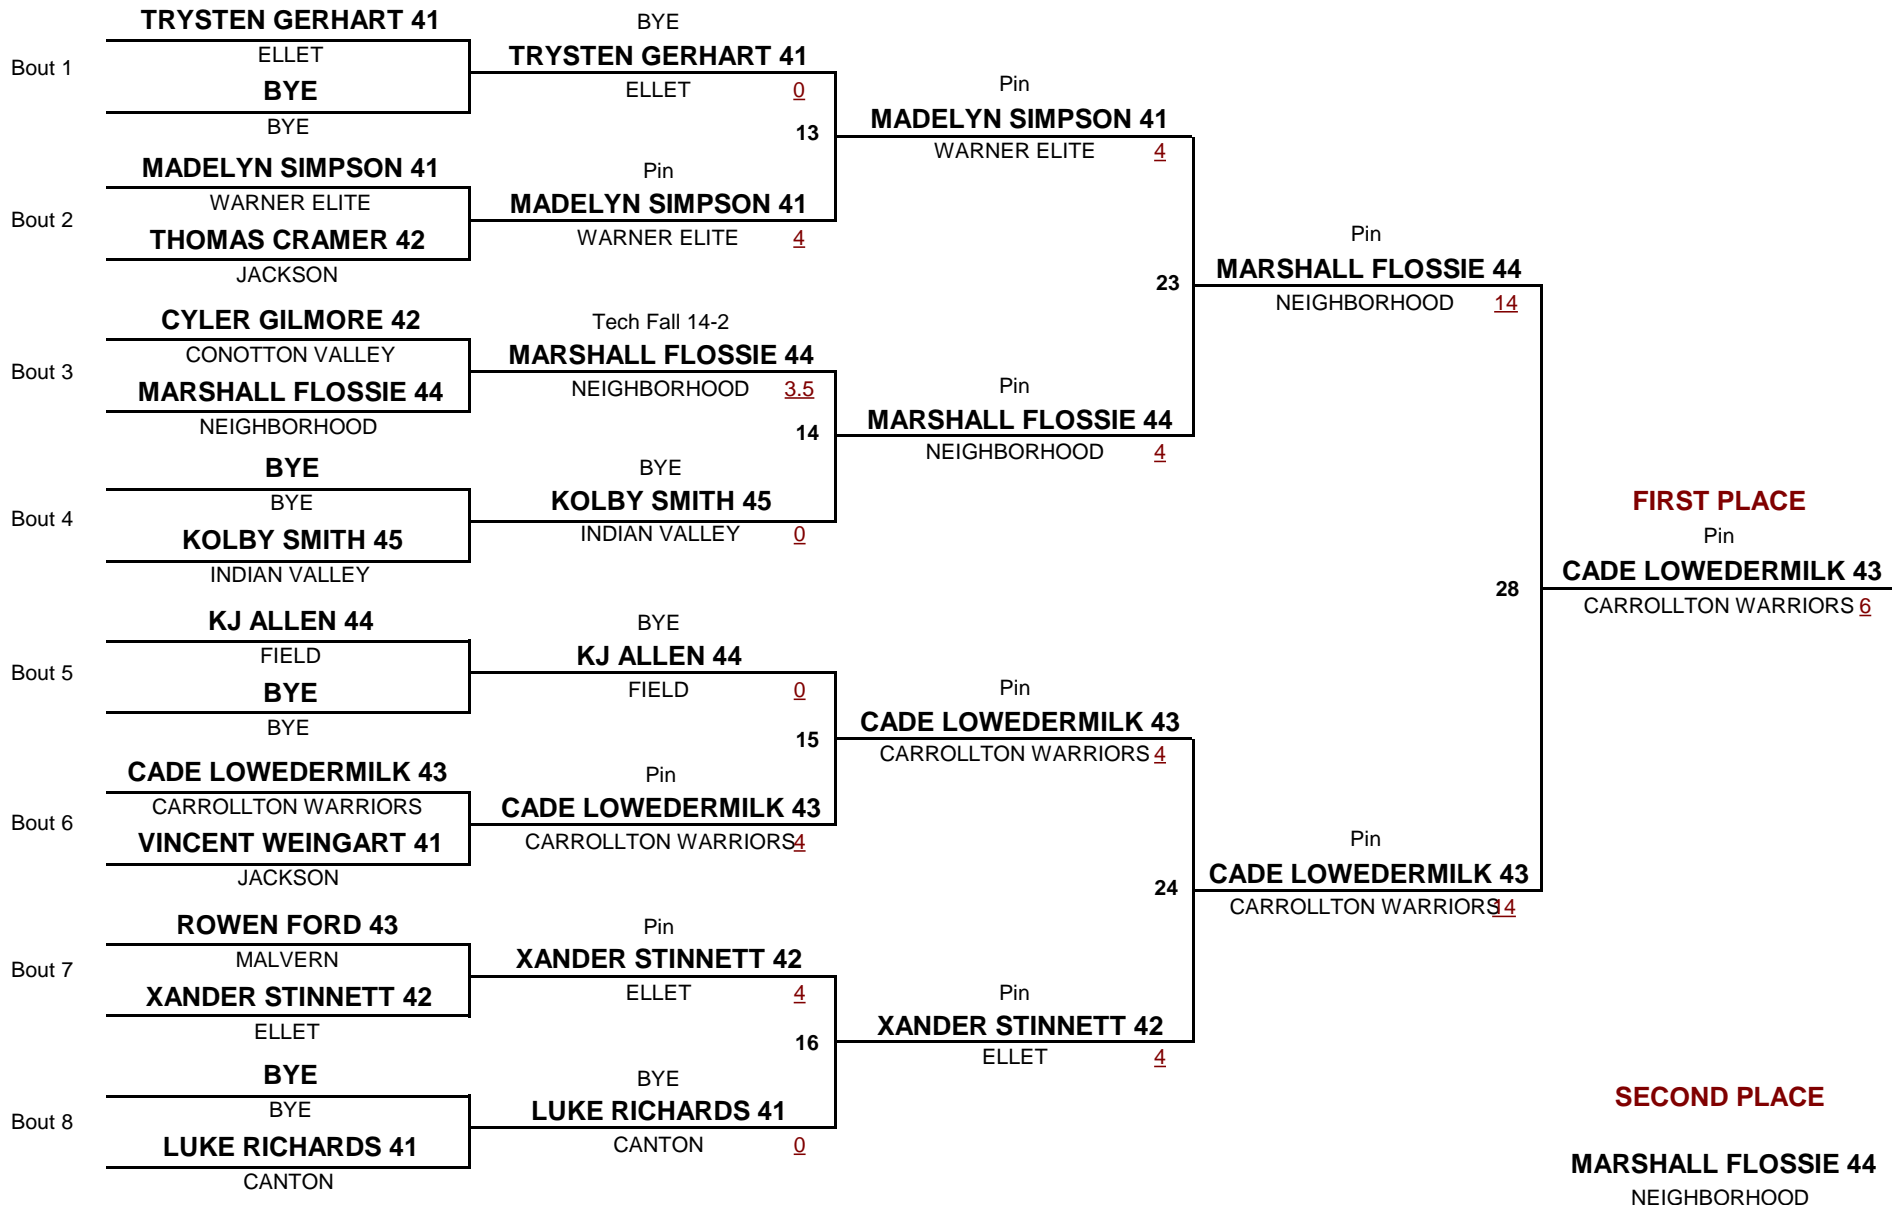 TRYSTEN GERHART 41
Bout 1
ELLET
BYE
BYE
MADELYN SIMPSON 41
Bout 2
WARNER ELITE
THOMAS CRAMER 42
JACKSON
CYLER GILMORE 42
Bout 3
CONOTTON VALLEY
MARSHALL FLOSSIE 44
NEIGHBORHOOD
BYE
Bout 4
BYE
KOLBY SMITH 45
INDIAN VALLEY
KJ ALLEN 44
Bout 5
FIELD
BYE
BYE
CADE LOWEDERMILK 43
Bout 6
CARROLLTON WARRIORS
VINCENT WEINGART 41
JACKSON
ROWEN FORD 43
Bout 7
MALVERN
XANDER STINNETT 42
ELLET
BYE
Bout 8
BYE
LUKE RICHARDS 41
CANTON
BYE
TRYSTEN GERHART 41
ELLET 0
13
Pin
MADELYN SIMPSON 41
WARNER ELITE 4
Tech Fall 14-2
MARSHALL FLOSSIE 44
NEIGHBORHOOD 3.5
14
BYE
KOLBY SMITH 45
INDIAN VALLEY 0
BYE
KJ ALLEN 44
FIELD 0
15
Pin
CADE LOWEDERMILK 43
CARROLLTON WARRIORS 4
Pin
XANDER STINNETT 42
ELLET 4
16
BYE
LUKE RICHARDS 41
CANTON 0
Pin
MADELYN SIMPSON 41
WARNER ELITE 4
23
Pin
MARSHALL FLOSSIE 44
NEIGHBORHOOD 4
Pin
CADE LOWEDERMILK 43
CARROLLTON WARRIORS 4
24
Pin
XANDER STINNETT 42
ELLET 4
Pin
MARSHALL FLOSSIE 44
NEIGHBORHOOD 14
28
Pin
CADE LOWEDERMILK 43
CARROLLTON WARRIORS 14
FIRST PLACE
Pin
CADE LOWEDERMILK 43
CARROLLTON WARRIORS 6
SECOND PLACE
MARSHALL FLOSSIE 44
NEIGHBORHOOD